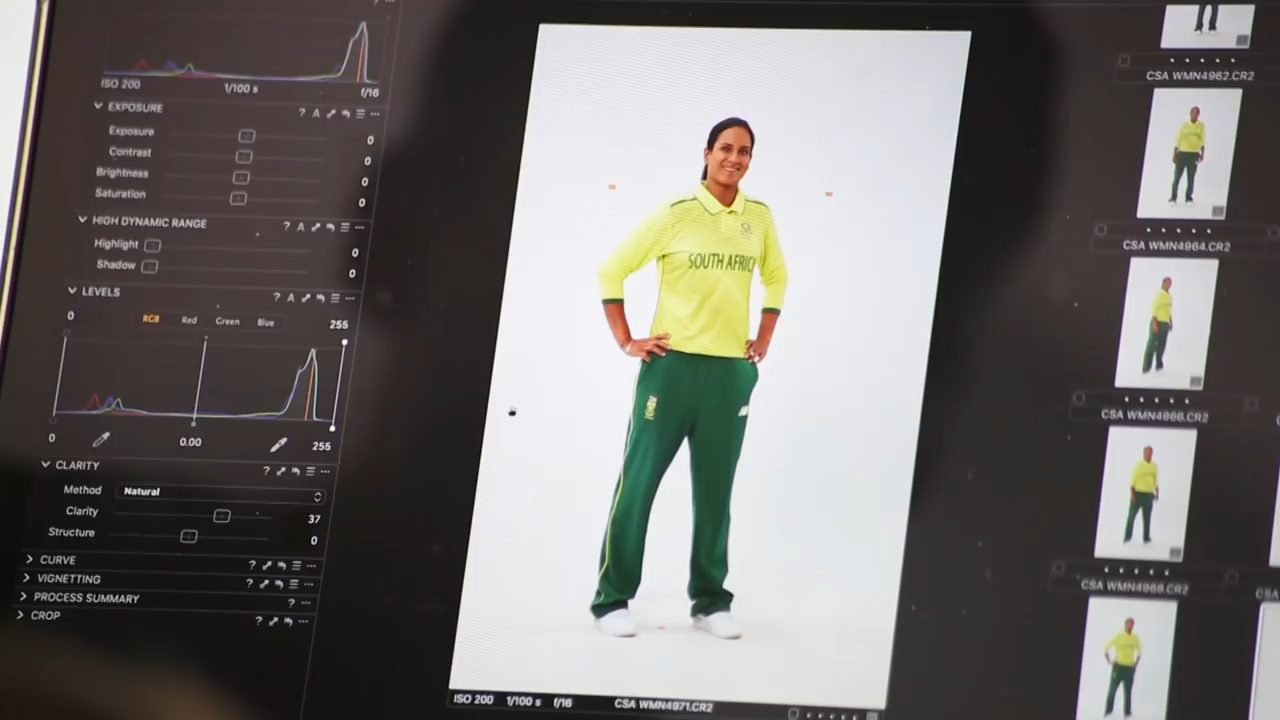 ISO 200 1/100 s f/16
EXPOSURE ? A
Exposure 0
Contrast 0
Brightness 0
Saturation 0
HIGH DYNAMIC RANGE ? A
Highlight 0
Shadow 0
LEVELS ? A
0 RGB Red Green Blue 255
0 0.00 255
CLARITY ?
Method Natural
Clarity 37
Structure 0
CURVE ?
VIGNETTING ?
PROCESS SUMMARY ?
CROP ?
SOUTH AFRICA
ISO 200 1/100 s f/16 CSA WMN4971.CR2
CSA WMN4962.CR2
CSA WMN4964.CR2
CSA WMN4966.CR2
CSA WMN4969.CR2